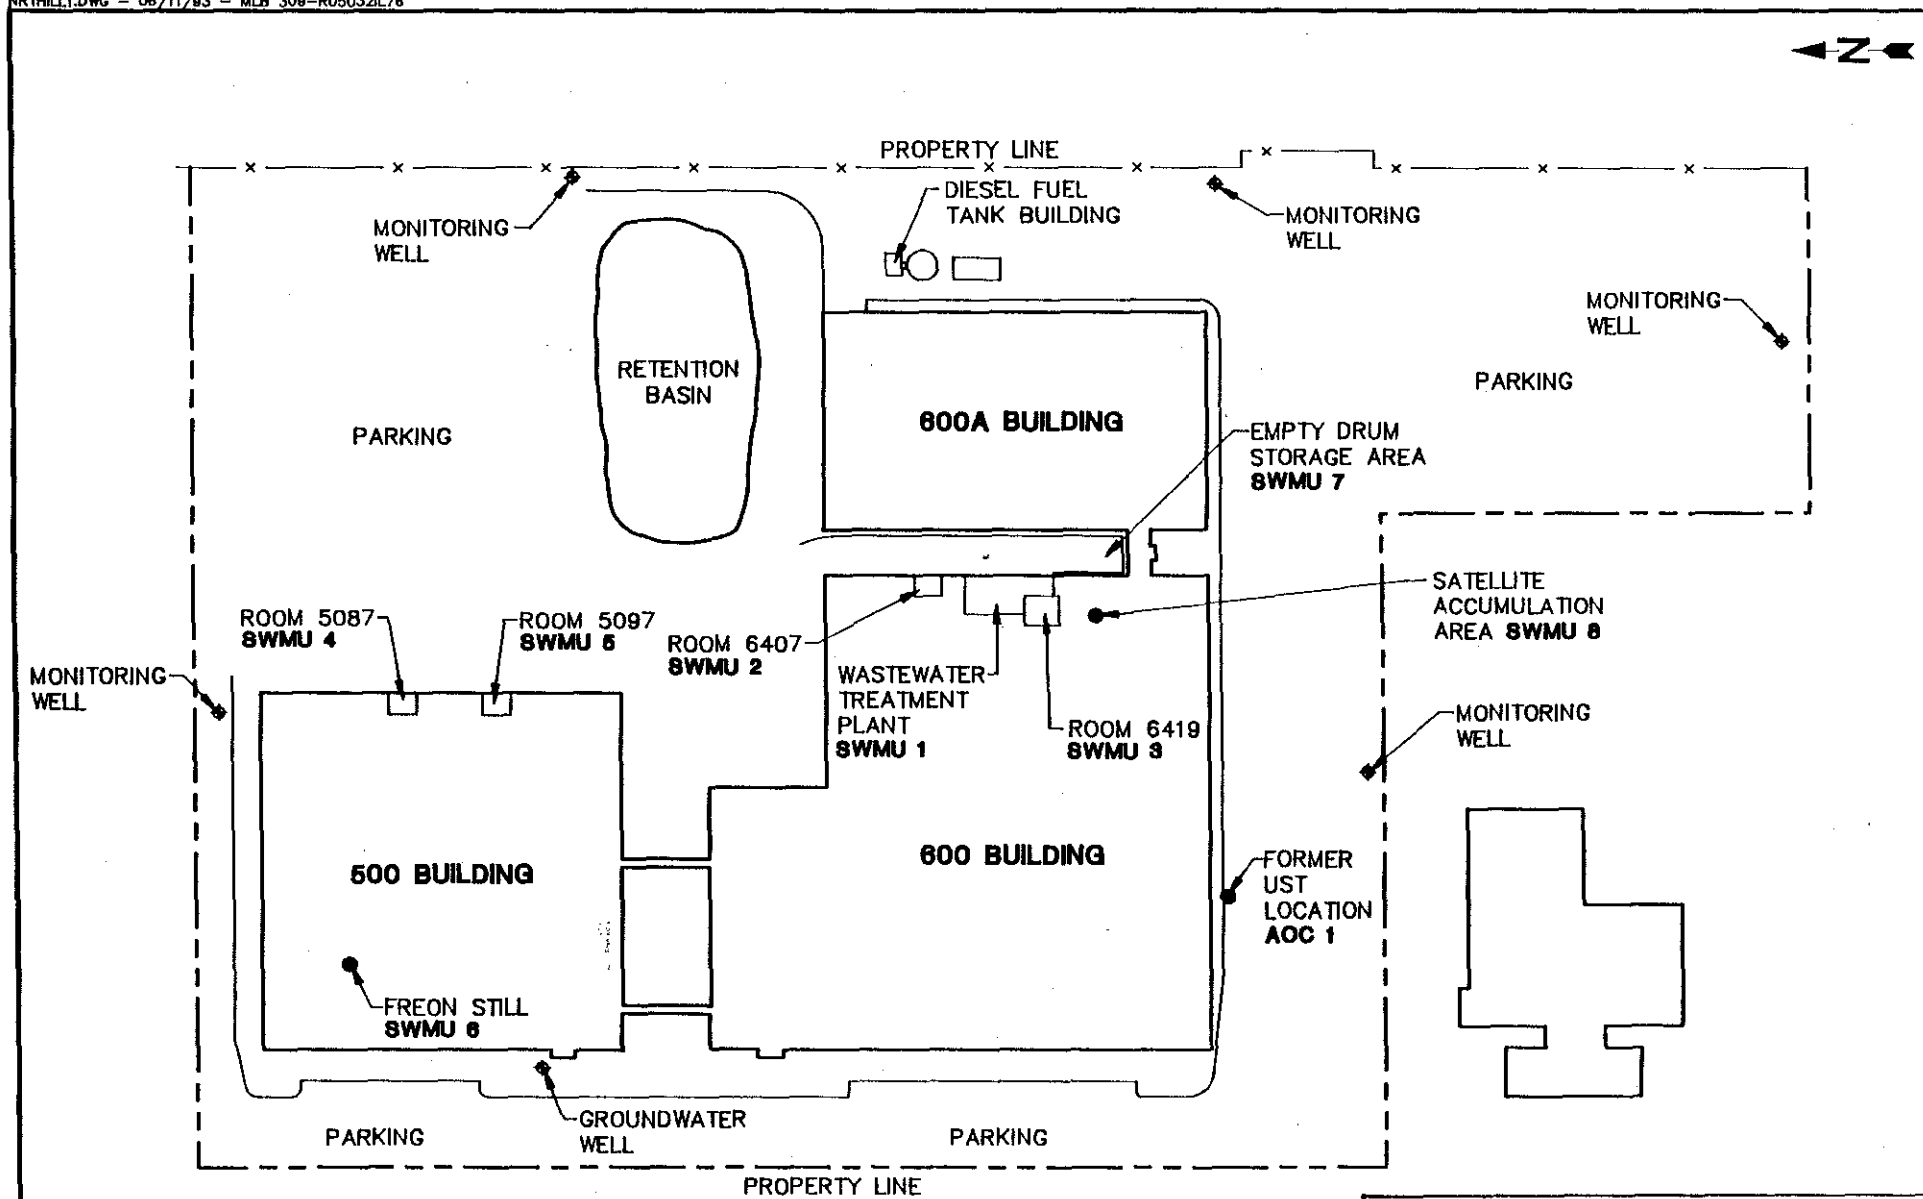 N
PROPERTY LINE
DIESEL FUEL
TANK BUILDING
MONITORING
WELL
MONITORING
WELL
MONITORING
WELL
RETENTION
BASIN
PARKING
PARKING
600A BUILDING
EMPTY DRUM
STORAGE AREA
SWMU 7
SATELLITE
ACCUMULATION
AREA SWMU 8
ROOM 5087
SWMU 4
ROOM 5097
SWMU 5
ROOM 6407
SWMU 2
WASTEWATER
TREATMENT
PLANT
SWMU 1
ROOM 6419
SWMU 3
MONITORING
WELL
MONITORING
WELL
500 BUILDING
600 BUILDING
FORMER
UST
LOCATION
AOC 1
FREON STILL
SWMU 6
GROUNDWATER
WELL
PARKING
PARKING
PROPERTY LINE